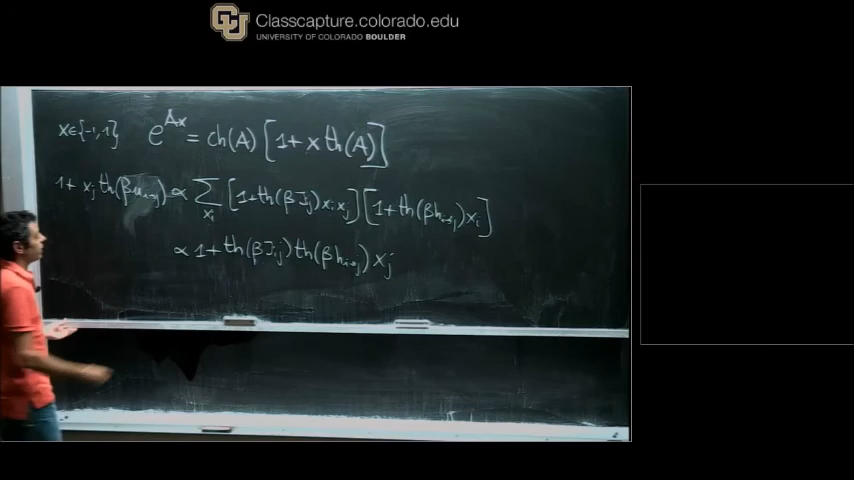 CU
Classcapture.colorado.edu
UNIVERSITY OF COLORADO BOULDER
x∈{-1,1} e^{Ax} = ch(A) [1 + x th(A)]
1 + x_j th(βu_{i→j}) ∝ ∑_{x_i} [1+th(βJ_{ij}) x_i x_j] [1+th(βh_{i→j}) x_i]
∝ 1+th(βJ_{ij}) th(βh_{i→j}) x_j